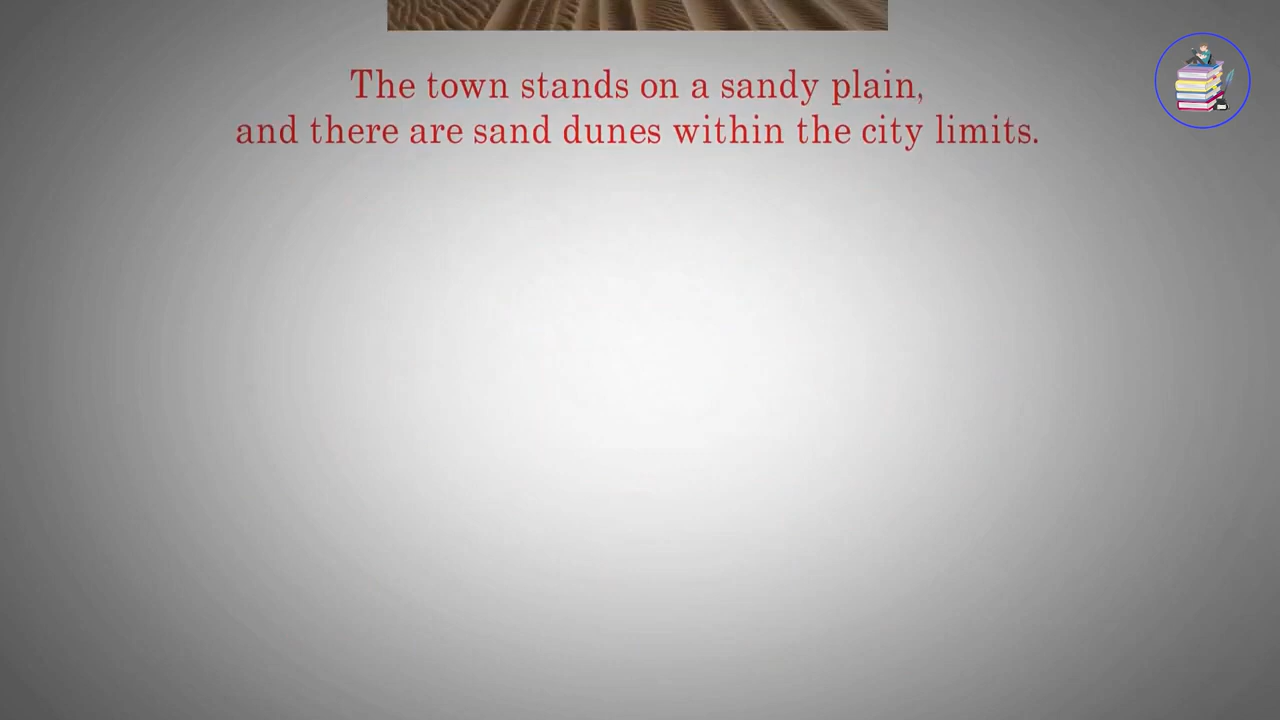 The town stands on a sandy plain,
and there are sand dunes within the city limits.